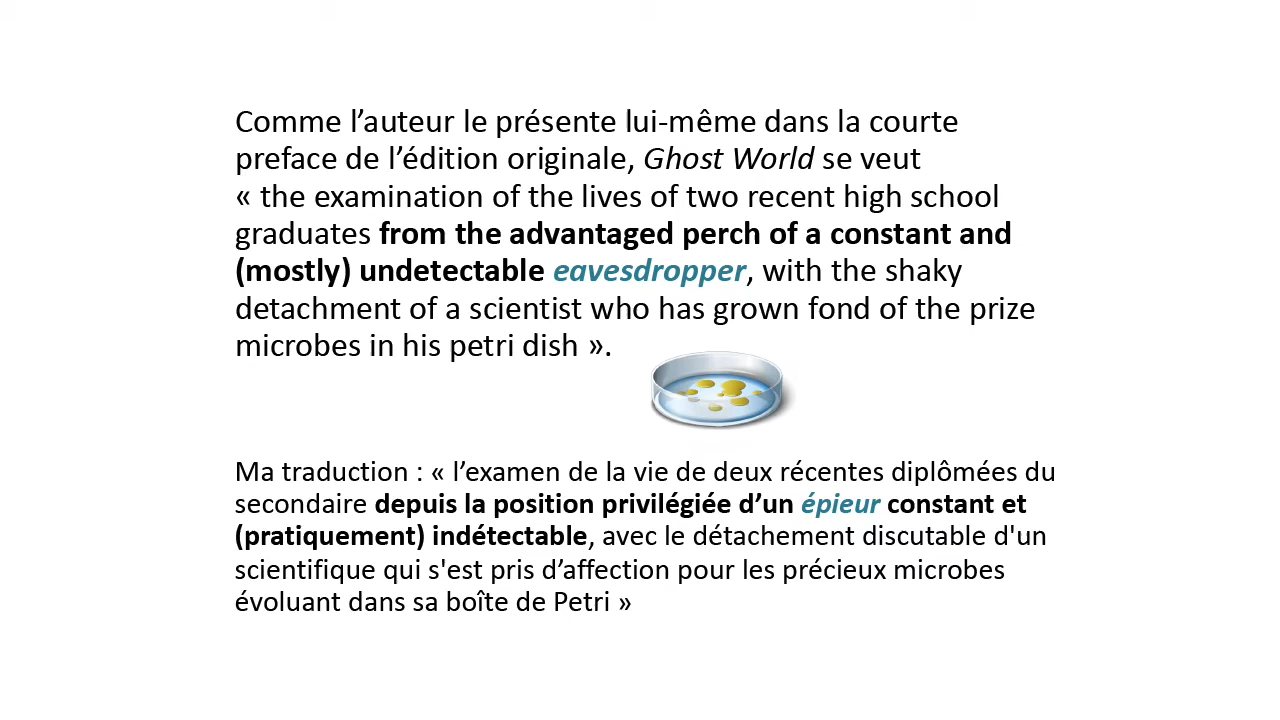 Comme l’auteur le présente lui-même dans la courte
preface de l’édition originale, Ghost World se veut
« the examination of the lives of two recent high school
graduates from the advantaged perch of a constant and
(mostly) undetectable eavesdropper, with the shaky
detachment of a scientist who has grown fond of the prize
microbes in his petri dish ».
Ma traduction : « l’examen de la vie de deux récentes diplômées du
secondaire depuis la position privilégiée d’un épieur constant et
(pratiquement) indétectable, avec le détachement discutable d'un
scientifique qui s'est pris d’affection pour les précieux microbes
évoluant dans sa boîte de Petri »